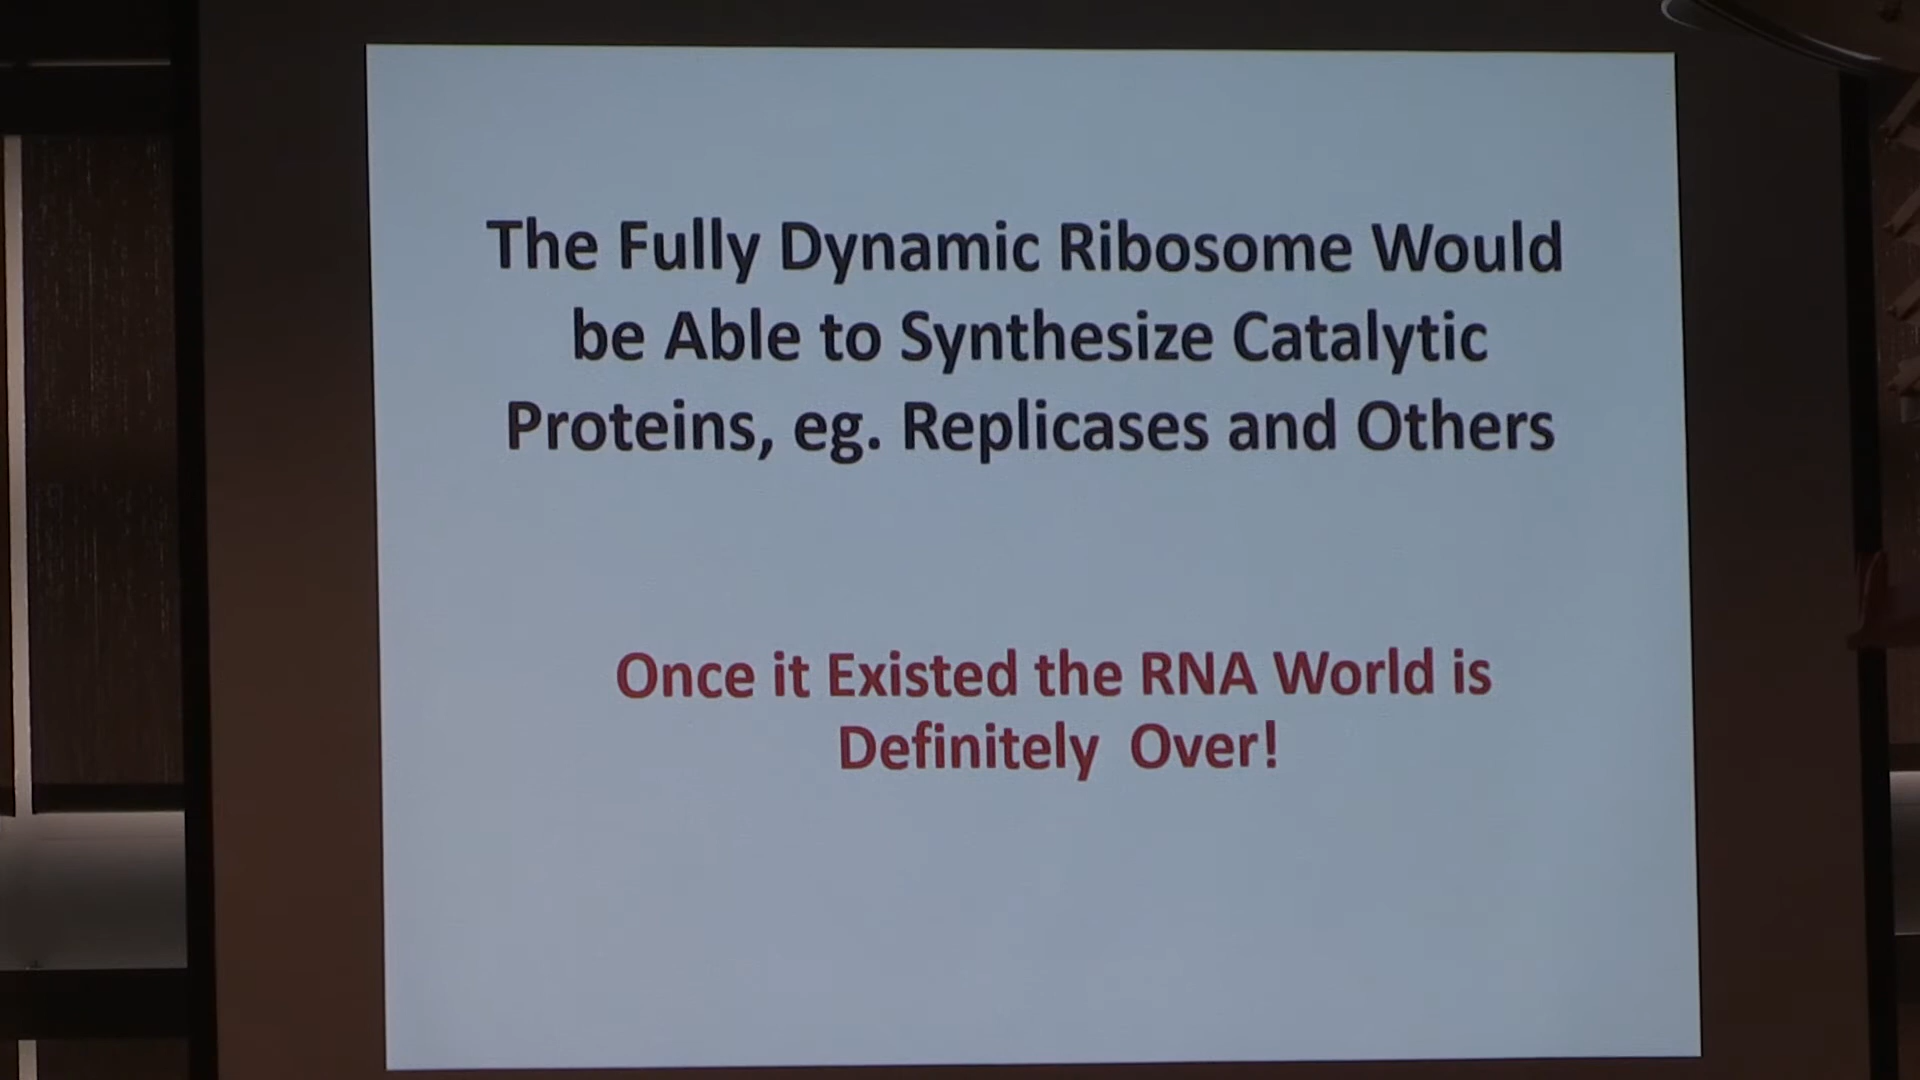 The Fully Dynamic Ribosome Would
be Able to Synthesize Catalytic
Proteins, eg. Replicases and Others
Once it Existed the RNA World is
Definitely Over!